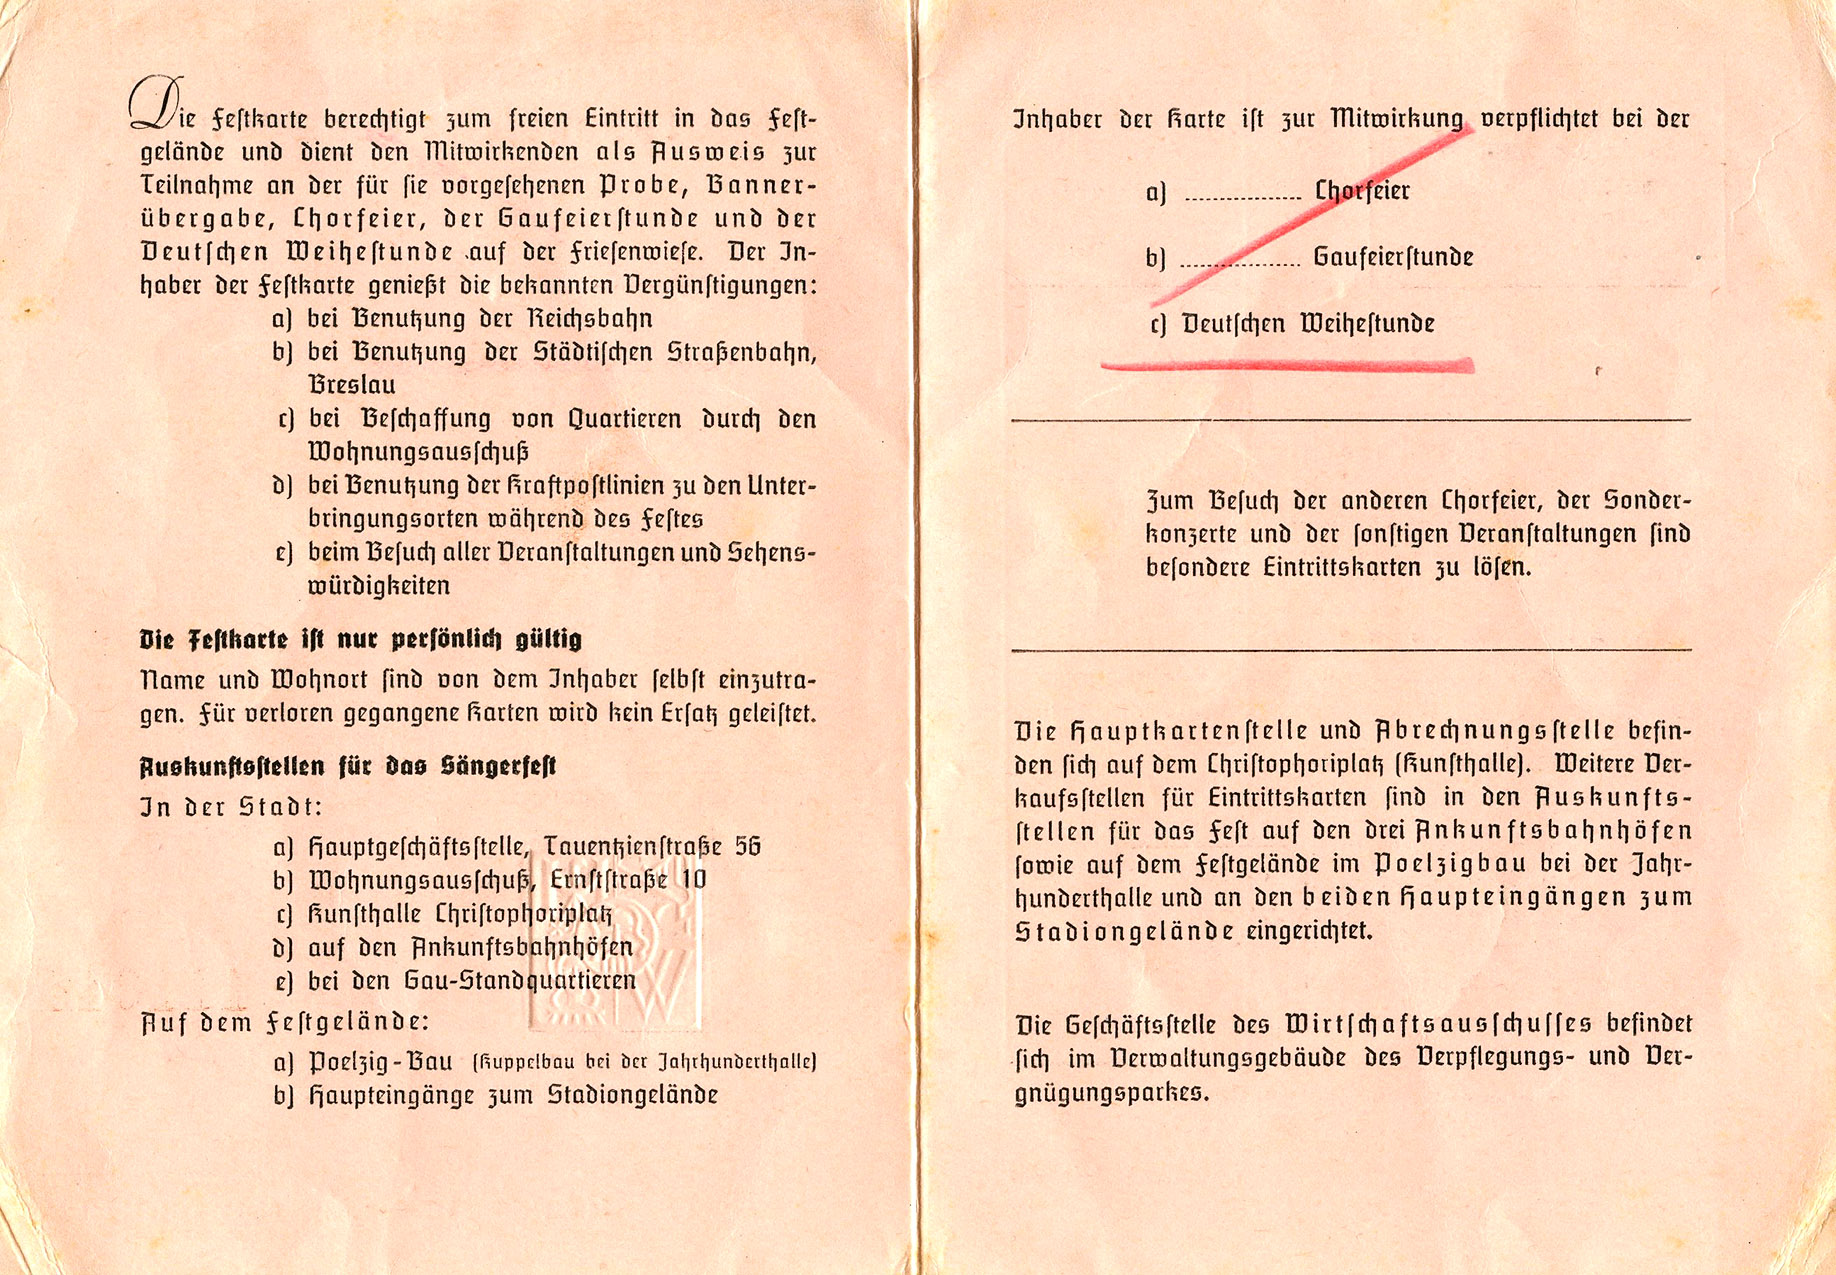 Die Festkarte berechtigt zum freien Eintritt in das Fest-
gelände und dient den Mitwirkenden als Ausweis zur
Teilnahme an der für sie vorgesehenen Probe, Banner-
übergabe, Chorfeier, der Gaufeierstunde und der
Deutschen Weihestunde auf der Friesenwiese. Der In-
haber der Festkarte genießt die bekannten Vergünstigungen:
a) bei Benutzung der Reichsbahn
b) bei Benutzung der Städtischen Straßenbahn,
Breslau
c) bei Beschaffung von Quartieren durch den
Wohnungsausschuß
d) bei Benutzung der Kraftpostlinien zu den Unter-
bringungsorten während des Festes
e) beim Besuch aller Veranstaltungen und Sehens-
würdigkeiten
Die Festkarte ist nur persönlich gültig
Name und Wohnort sind von dem Inhaber selbst einzutra-
gen. Für verloren gegangene Karten wird kein Ersatz geleistet.
Auskunftsstellen für das Sängerfest
In der Stadt:
a) Hauptgeschäftsstelle, Tauentzienstraße 56
b) Wohnungsausschuß, Ernststraße 10
c) Kunsthalle Christophoriplatz
d) auf den Ankunftsbahnhöfen
e) bei den Gau-Standquartieren
Auf dem Festgelände:
a) Poelzig-Bau (Kuppelbau bei der Jahrhunderthalle)
b) Haupteingänge zum Stadiongelände
Inhaber der Karte ist zur Mitwirkung verpflichtet bei der
a) .................... Chorfeier
b) .................... Gaufeierstunde
c) Deutschen Weihestunde
Zum Besuch der anderen Chorfeier, der Sonder-
konzerte und der sonstigen Veranstaltungen sind
besondere Eintrittskarten zu lösen.
Die Hauptkartenstelle und Abrechnungsstelle befin-
den sich auf dem Christophoriplatz (Kunsthalle). Weitere Ver-
kaufsstellen für Eintrittskarten sind in den Auskunfts-
stellen für das Fest auf den drei Ankunftsbahnhöfen
sowie auf dem Festgelände im Poelzigbau bei der Jahr-
hunderthalle und an den beiden Haupteingängen zum
Stadiongelände eingerichtet.
Die Geschäftsstelle des Wirtschaftsausschusses befindet
sich im Verwaltungsgebäude des Verpflegungs- und Ver-
gnügungsparkes.